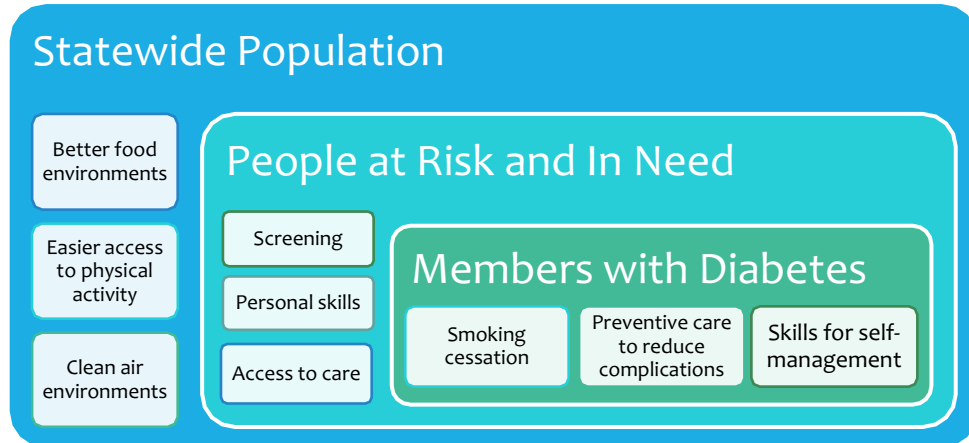 Statewide Population
Better food
environments
Easier access
to physical
activity
Clean air
environments
People at Risk and In Need
Screening
Personal skills
Access to care
Members with Diabetes
Smoking
cessation
Preventive care
to reduce
complications
Skills for self-
management